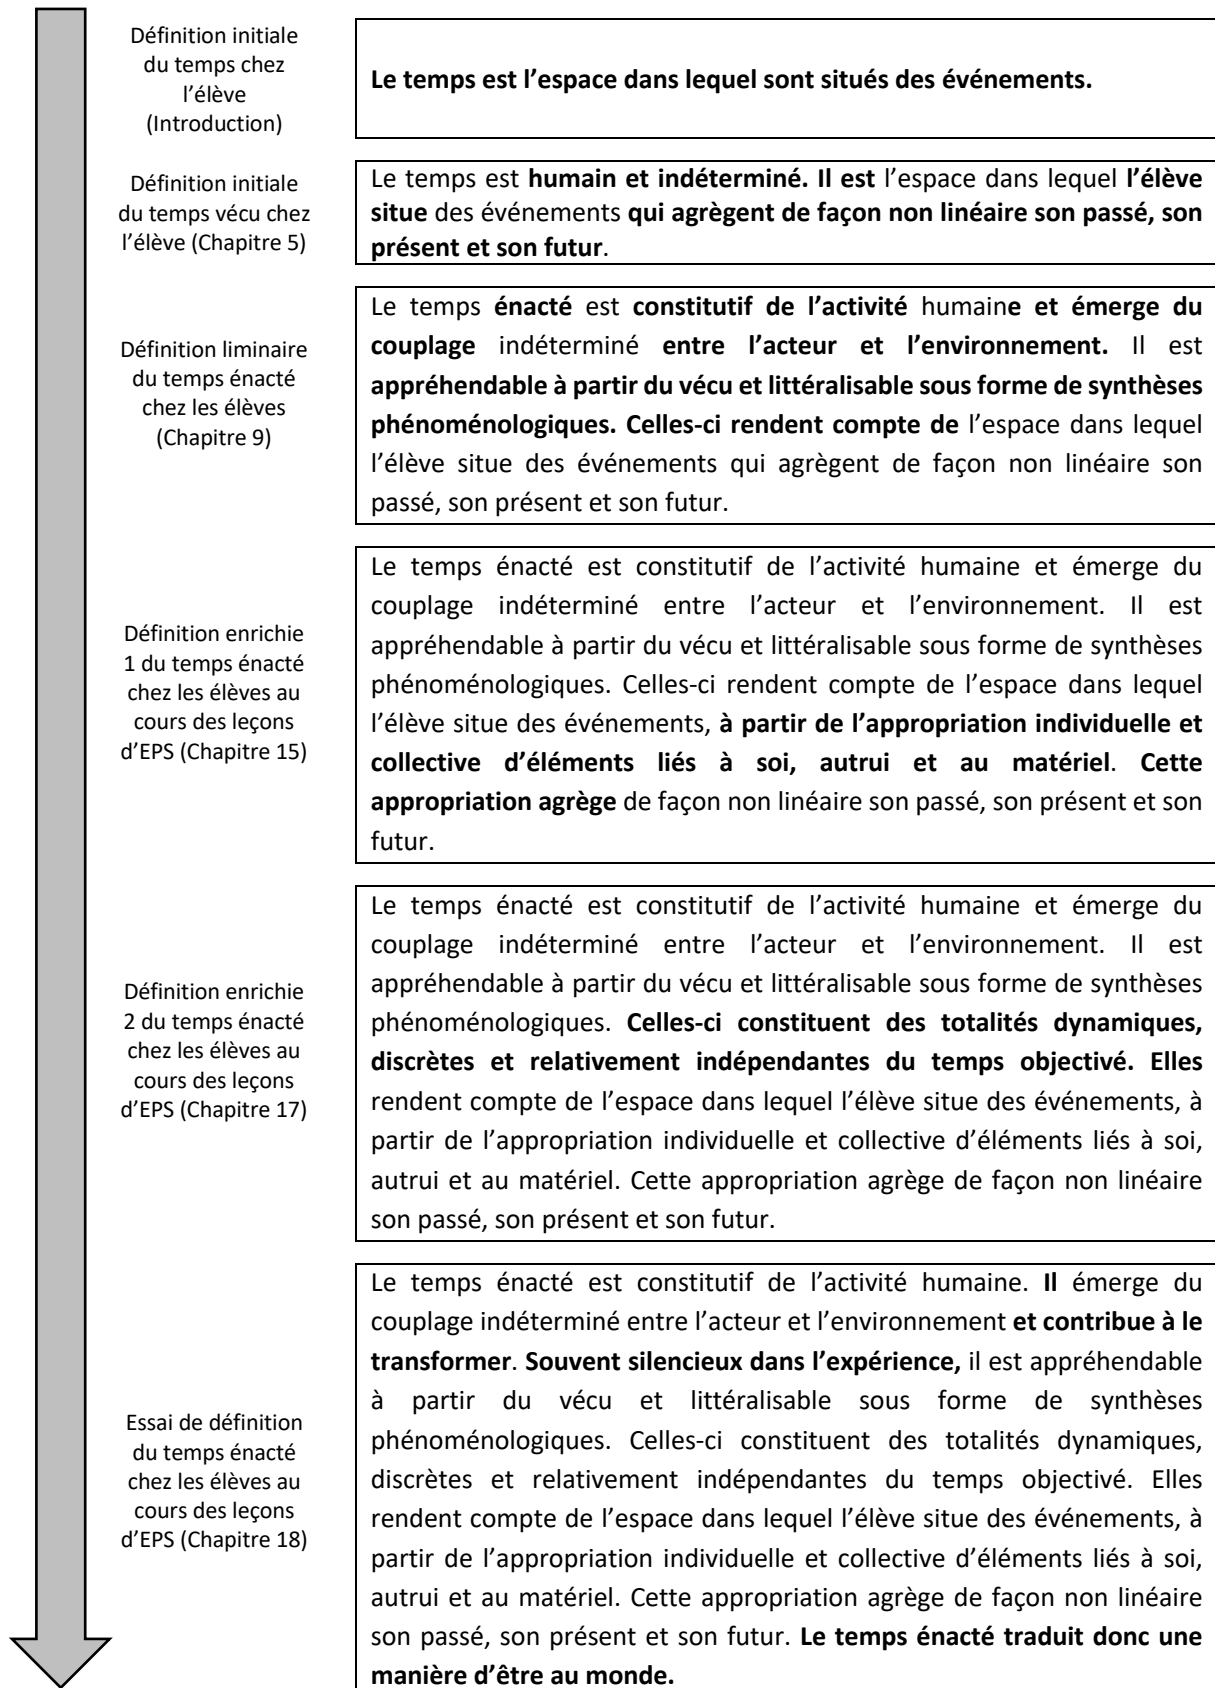 Définition initiale
du temps chez
l’élève
(Introduction)
Le temps est l’espace dans lequel sont situés des événements.
Définition initiale
du temps vécu chez
l’élève (Chapitre 5)
Le temps est humain et indéterminé. Il est l’espace dans lequel l’élève
situe des événements qui agrègent de façon non linéaire son passé, son
présent et son futur.
Définition liminaire
du temps énacté
chez les élèves
(Chapitre 9)
Le temps énacté est constitutif de l’activité humaine et émerge du
couplage indéterminé entre l’acteur et l’environnement. Il est
appréhendable à partir du vécu et littéralisable sous forme de synthèses
phénoménologiques. Celles-ci rendent compte de l’espace dans lequel
l’élève situe des événements qui agrègent de façon non linéaire son
passé, son présent et son futur.
Définition enrichie
1 du temps énacté
chez les élèves au
cours des leçons
d’EPS (Chapitre 15)
Le temps énacté est constitutif de l’activité humaine et émerge du
couplage indéterminé entre l’acteur et l’environnement. Il est
appréhendable à partir du vécu et littéralisable sous forme de synthèses
phénoménologiques. Celles-ci rendent compte de l’espace dans lequel
l’élève situe des événements, à partir de l’appropriation individuelle et
collective d’éléments liés à soi, autrui et au matériel. Cette
appropriation agrège de façon non linéaire son passé, son présent et son
futur.
Définition enrichie
2 du temps énacté
chez les élèves au
cours des leçons
d’EPS (Chapitre 17)
Le temps énacté est constitutif de l’activité humaine et émerge du
couplage indéterminé entre l’acteur et l’environnement. Il est
appréhendable à partir du vécu et littéralisable sous forme de synthèses
phénoménologiques. Celles-ci constituent des totalités dynamiques,
discrètes et relativement indépendantes du temps objectivé. Elles
rendent compte de l’espace dans lequel l’élève situe des événements, à
partir de l’appropriation individuelle et collective d’éléments liés à soi,
autrui et au matériel. Cette appropriation agrège de façon non linéaire
son passé, son présent et son futur.
Essai de définition
du temps énacté
chez les élèves au
cours des leçons
d’EPS (Chapitre 18)
Le temps énacté est constitutif de l’activité humaine. Il émerge du
couplage indéterminé entre l’acteur et l’environnement et contribue à le
transformer. Souvent silencieux dans l’expérience, il est appréhendable
à partir du vécu et littéralisable sous forme de synthèses
phénoménologiques. Celles-ci constituent des totalités dynamiques,
discrètes et relativement indépendantes du temps objectivé. Elles
rendent compte de l’espace dans lequel l’élève situe des événements, à
partir de l’appropriation individuelle et collective d’éléments liés à soi,
autrui et au matériel. Cette appropriation agrège de façon non linéaire
son passé, son présent et son futur. Le temps énacté traduit donc une
manière d’être au monde.